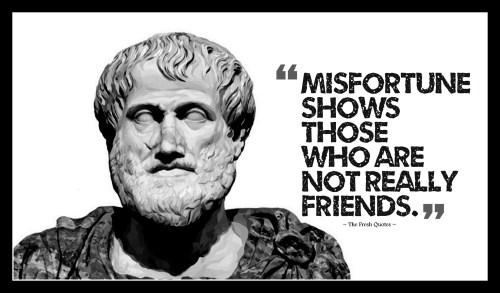 “MISFORTUNE
SHOWS
THOSE
WHO ARE
NOT REALLY
FRIENDS.”
~ The Fresh Quotes ~